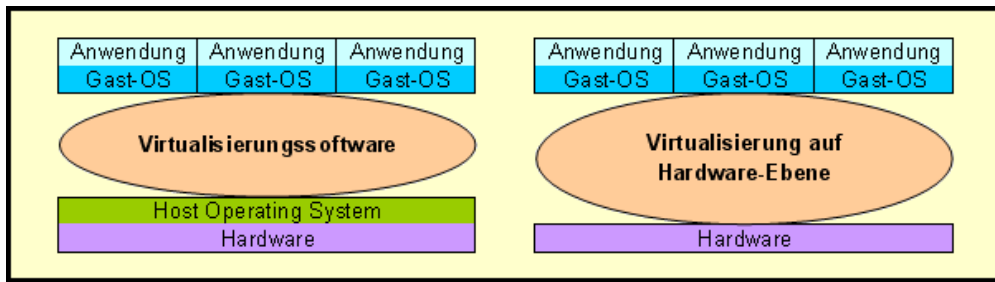 Anwendung Anwendung Anwendung
Gast-OS Gast-OS Gast-OS
Virtualisierungssoftware
Host Operating System
Hardware
Anwendung Anwendung Anwendung
Gast-OS Gast-OS Gast-OS
Virtualisierung auf
Hardware-Ebene
Hardware